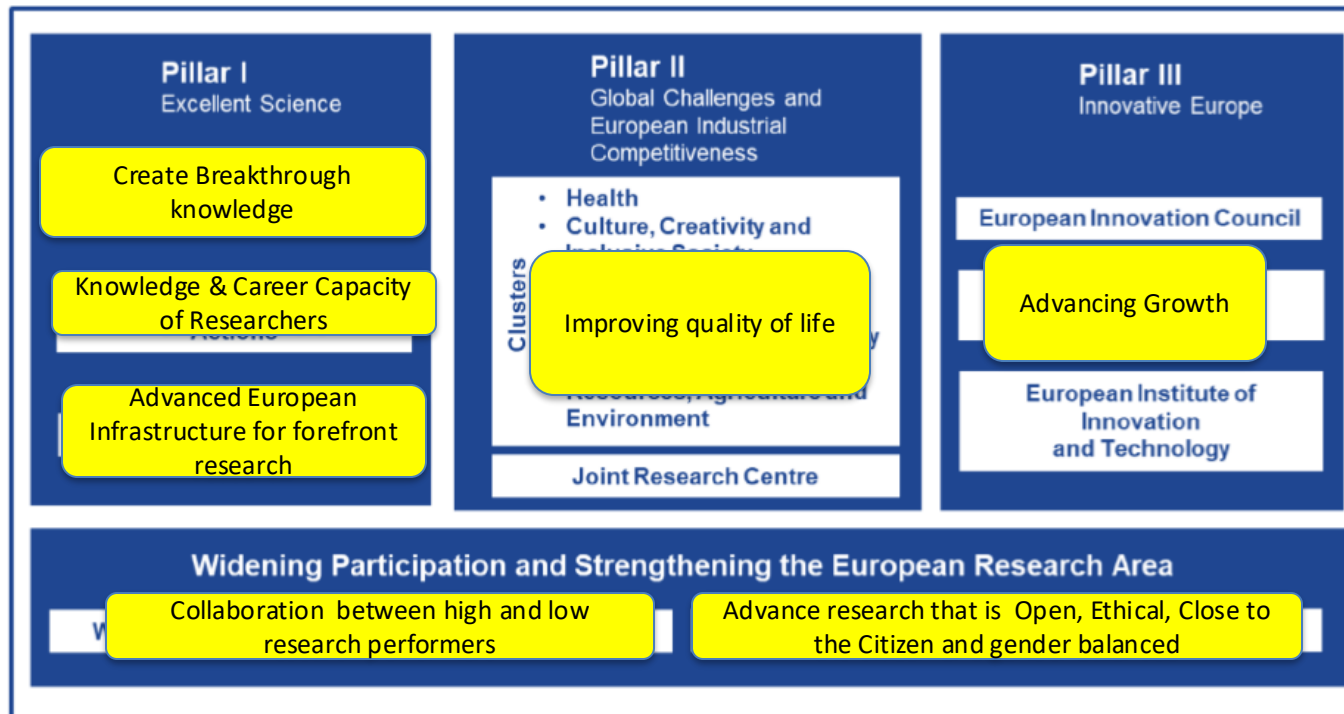 Pillar I
Excellent Science
Create Breakthrough
knowledge
Knowledge & Career Capacity
of Researchers
Advanced European
Infrastructure for forefront
research
Pillar II
Global Challenges and
European Industrial
Competitiveness
Clusters
• Health
• Culture, Creativity and
Improving quality of life
Resources, Agriculture and
Environment
Joint Research Centre
Pillar III
Innovative Europe
European Innovation Council
Advancing Growth
European Institute of
Innovation
and Technology
Widening Participation and Strengthening the European Research Area
Collaboration between high and low
research performers
Advance research that is Open, Ethical, Close to
the Citizen and gender balanced